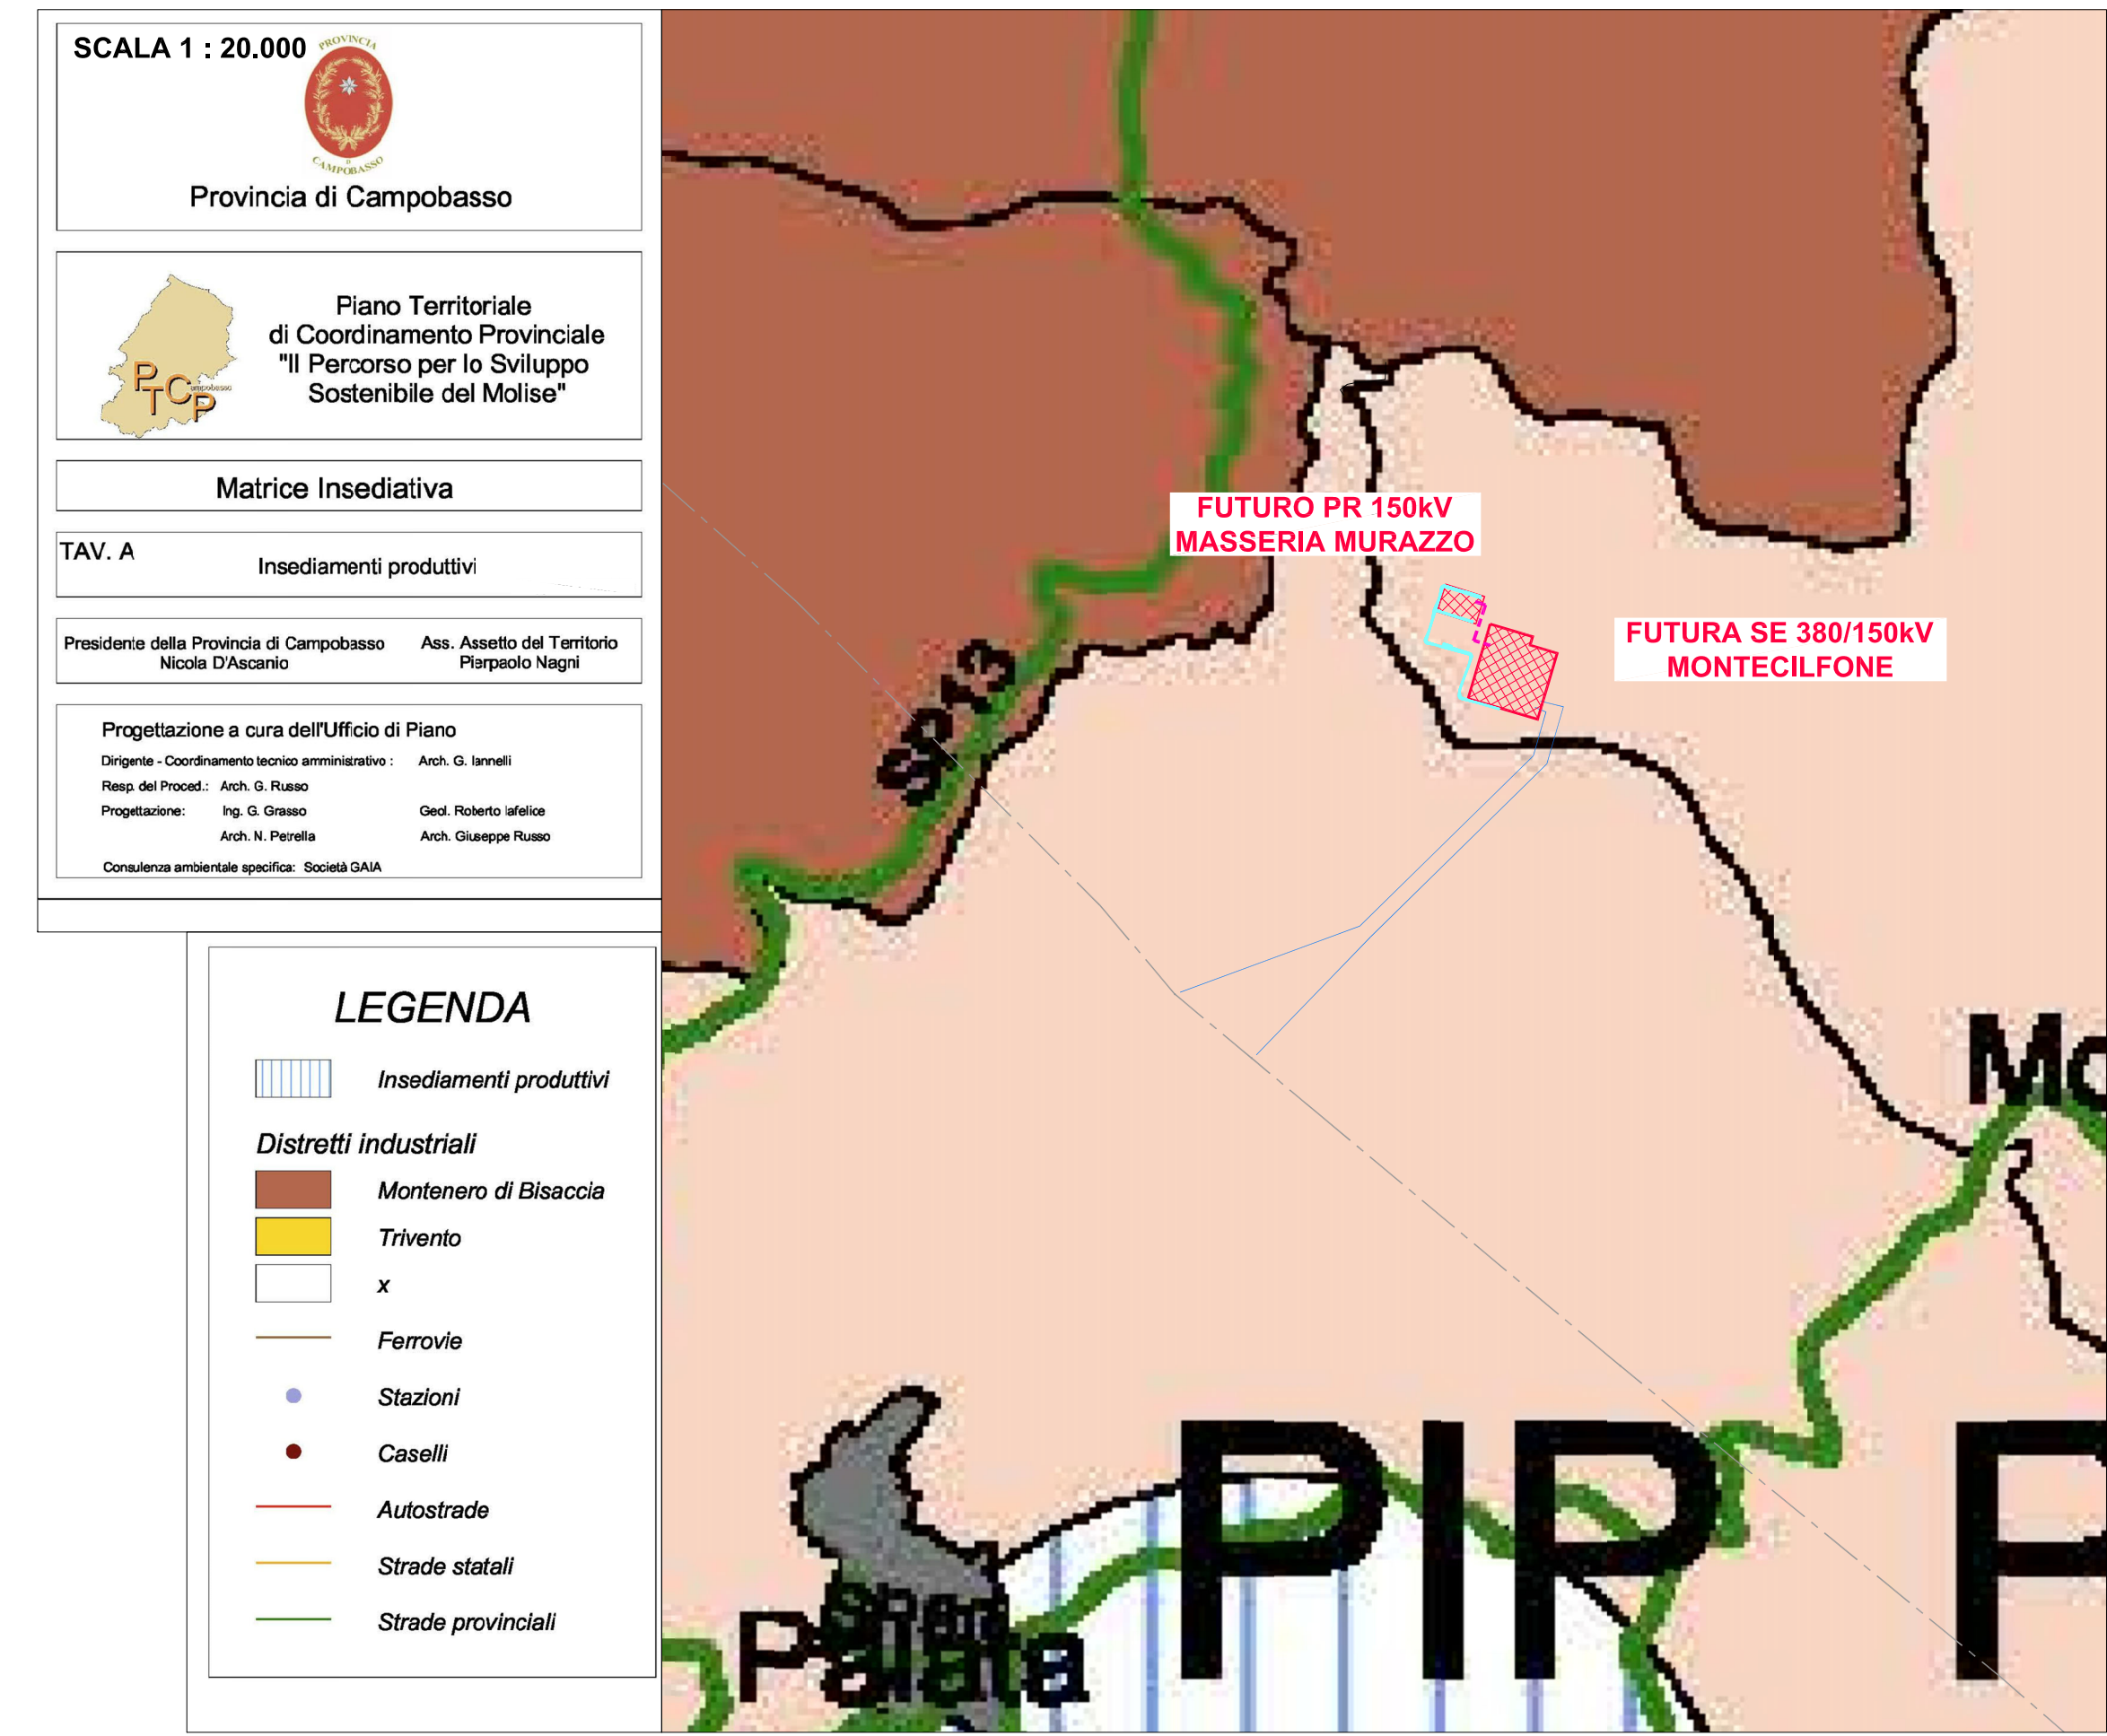 SCALA 1 : 20.000
PROVINCIA
D
CAMPOBASSO
Provincia di Campobasso
Piano Territoriale
di Coordinamento Provinciale
"Il Percorso per lo Sviluppo
Sostenibile del Molise"
PTCP
ampobasso
Matrice Insediativa
TAV. A
Insediamenti produttivi
Presidente della Provincia di Campobasso
Nicola D'Ascanio
Ass. Assetto del Territorio
Pierpaolo Nagni
Progettazione a cura dell'Ufficio di Piano
Dirigente - Coordinamento tecnico amministrativo : Arch. G. Iannelli
Resp. del Proced.: Arch. G. Russo
Progettazione: Ing. G. Grasso Geol. Roberto Iafelice
Arch. N. Petrella Arch. Giuseppe Russo
Consulenza ambientale specifica: Società GAIA
LEGENDA
Insediamenti produttivi
Distretti industriali
Montenero di Bisaccia
Trivento
x
Ferrovie
Stazioni
Caselli
Autostrade
Strade statali
Strade provinciali
FUTURO PR 150kV
MASSERIA MURAZZO
FUTURA SE 380/150kV
MONTECILFONE
SP13
Mo
PIP
P
Palata